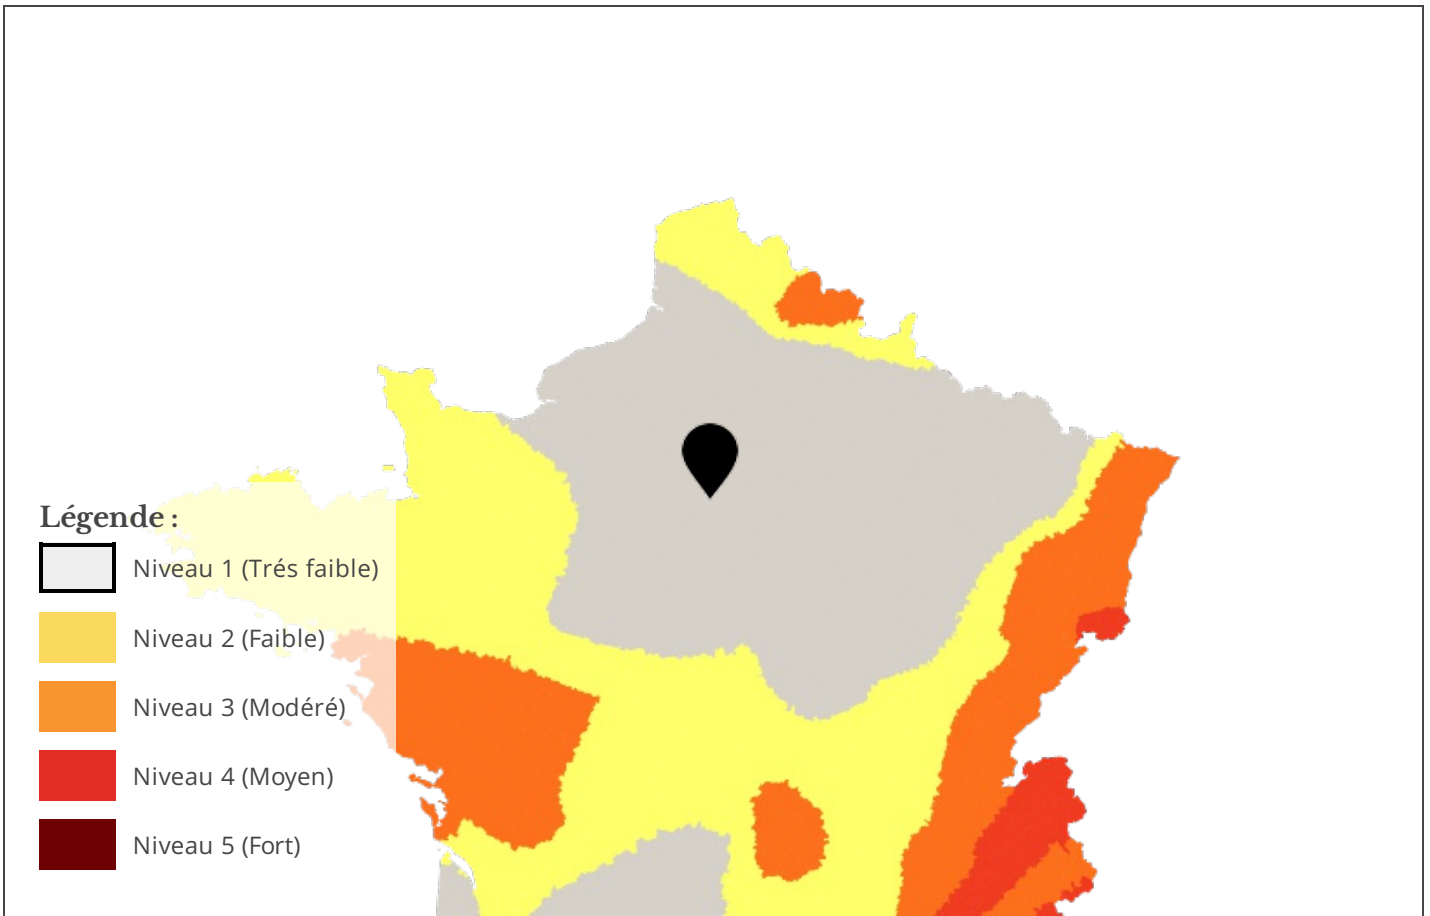 Légende :
Niveau 1 (Trés faible)
Niveau 2 (Faible)
Niveau 3 (Modéré)
Niveau 4 (Moyen)
Niveau 5 (Fort)